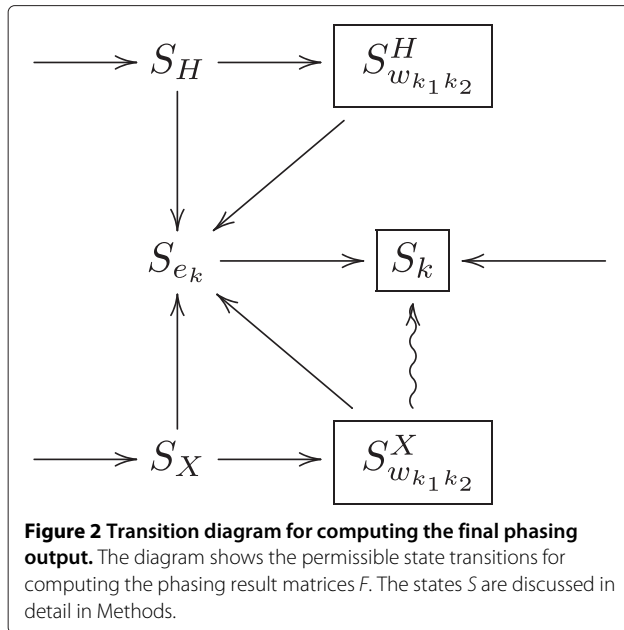 S_H S^H_{w_{k_1 k_2}}
S_{e_k} S_k
S_X S^X_{w_{k_1 k_2}}
Figure 2 Transition diagram for computing the final phasing
output. The diagram shows the permissible state transitions for
computing the phasing result matrices F. The states S are discussed in
detail in Methods.